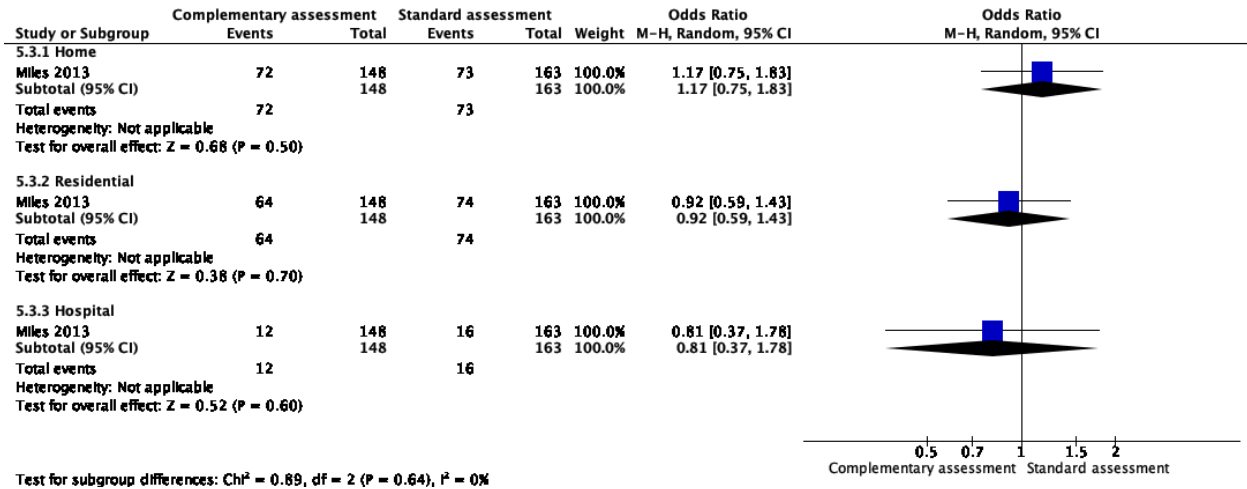 Complementary assessment Standard assessment Odds Ratio Odds Ratio
Study or Subgroup Events Total Events Total Weight M-H, Random, 95% CI M-H, Random, 95% CI
5.3.1 Home
Miles 2013 72 148 73 163 100.0% 1.17 [0.75, 1.83]
Subtotal (95% CI) 148 163 100.0% 1.17 [0.75, 1.83]
Total events 72 73
Heterogeneity: Not applicable
Test for overall effect: Z = 0.68 (P = 0.50)
5.3.2 Residential
Miles 2013 64 148 74 163 100.0% 0.92 [0.59, 1.43]
Subtotal (95% CI) 148 163 100.0% 0.92 [0.59, 1.43]
Total events 64 74
Heterogeneity: Not applicable
Test for overall effect: Z = 0.38 (P = 0.70)
5.3.3 Hospital
Miles 2013 12 148 16 163 100.0% 0.81 [0.37, 1.78]
Subtotal (95% CI) 148 163 100.0% 0.81 [0.37, 1.78]
Total events 12 16
Heterogeneity: Not applicable
Test for overall effect: Z = 0.52 (P = 0.60)
0.5 0.7 1 1.5 2
Complementary assessment Standard assessment
Test for subgroup differences: Chi² = 0.89, df = 2 (P = 0.64), I² = 0%